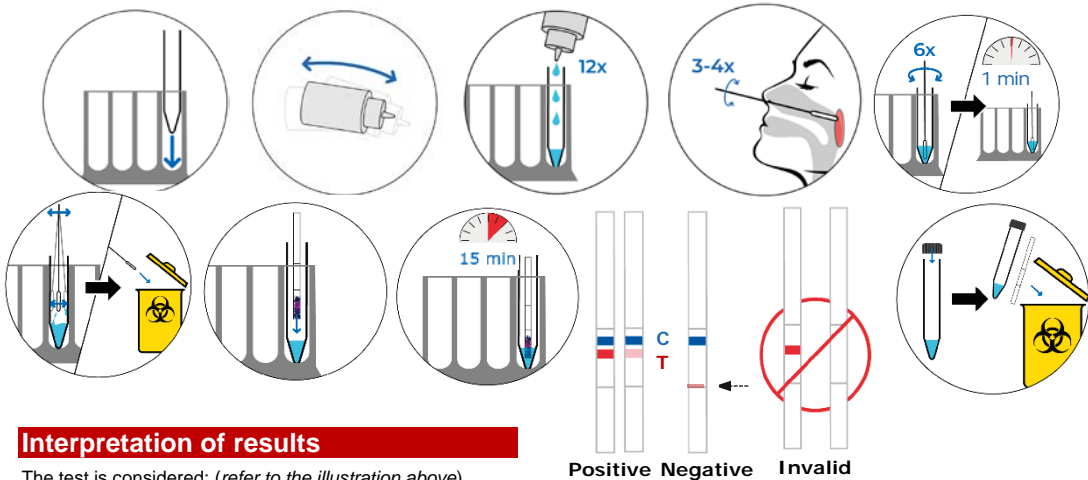 12x
3-4x
6x
1 min
15 min
C
T
Positive Negative Invalid
Interpretation of results
The test is considered: (refer to the illustration above)